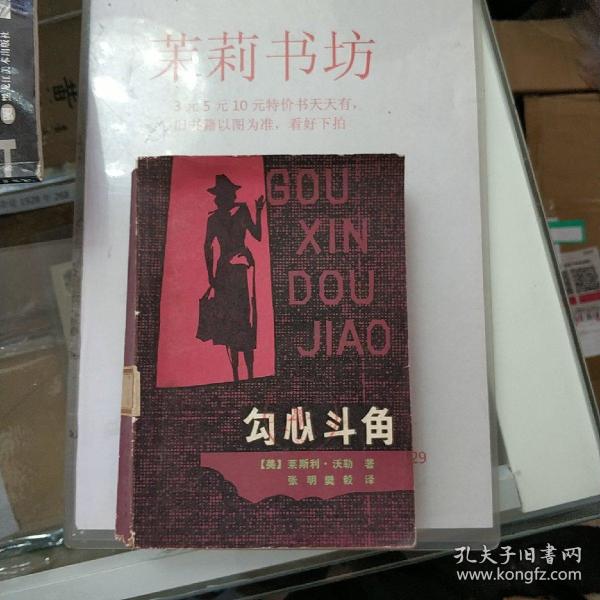 茉莉书坊
3元5元10元特价书天天有,
旧书籍以图为准,看好下拍
GOU
XIN
DOU
JIAO
勾心斗角
【美】莱斯利·沃勒 著
张明樊毅 译
29
孔夫子旧书网
www.kongfz.com